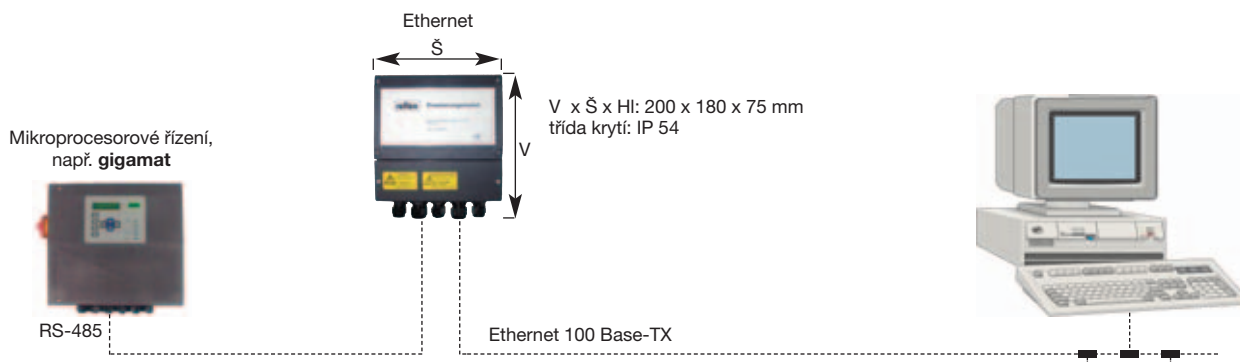 Ethernet
Š
V x Š x Hl: 200 x 180 x 75 mm
třída krytí: IP 54
V
Mikroprocesorové řízení,
např. gigamat
reflex
RS-485
Ethernet 100 Base-TX